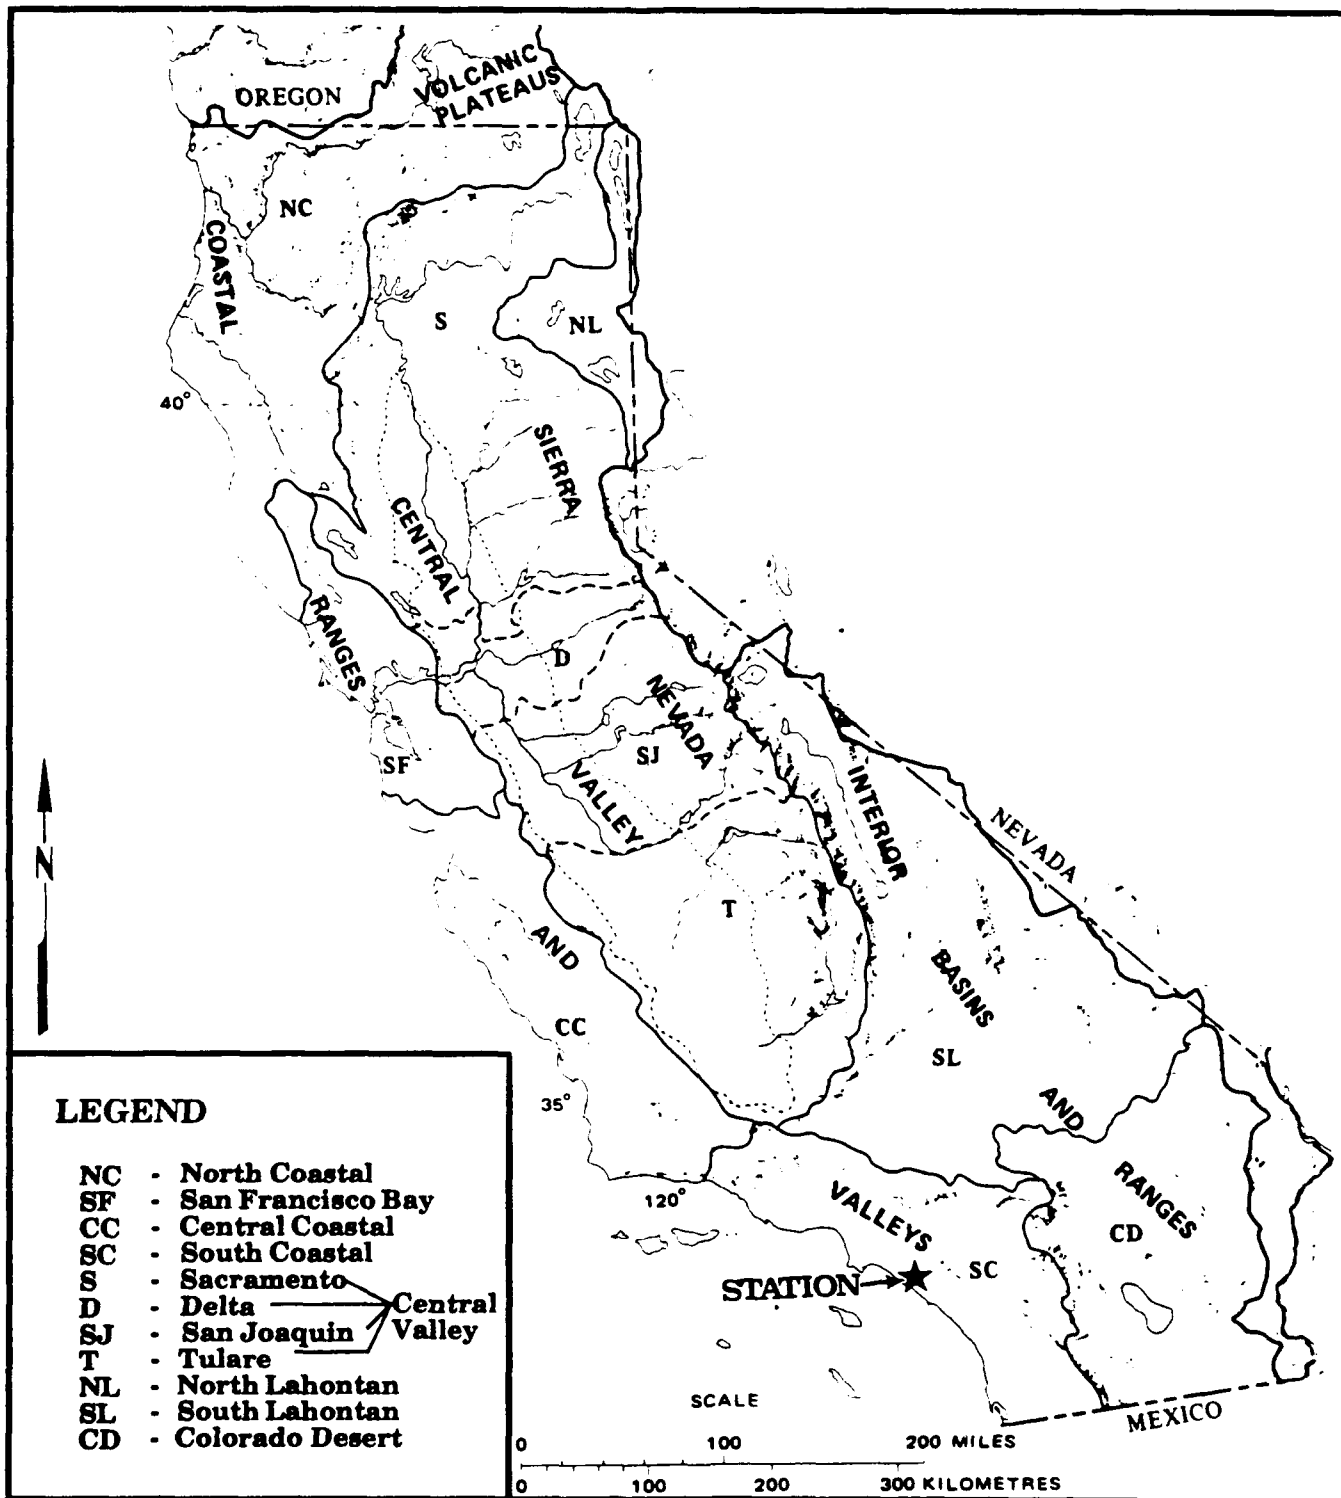 OREGON
VOLCANIC
PLATEAUS
NC
COASTAL
S
NL
40°
SIERRA
CENTRAL
RANGES
D
NEVADA
SJ
SF
VALLEY
INTERIOR
NEVADA
N
T
AND
BASINS
CC
SL
35°
AND
120°
VALLEYS
RANGES
CD
SC
STATION
LEGEND
NC - North Coastal
SF - San Francisco Bay
CC - Central Coastal
SC - South Coastal
S - Sacramento
D - Delta
SJ - San Joaquin
T - Tulare
Central
Valley
NL - North Lahontan
SL - South Lahontan
CD - Colorado Desert
MEXICO
SCALE
0 100 200 MILES
0 100 200 300 KILOMETRES